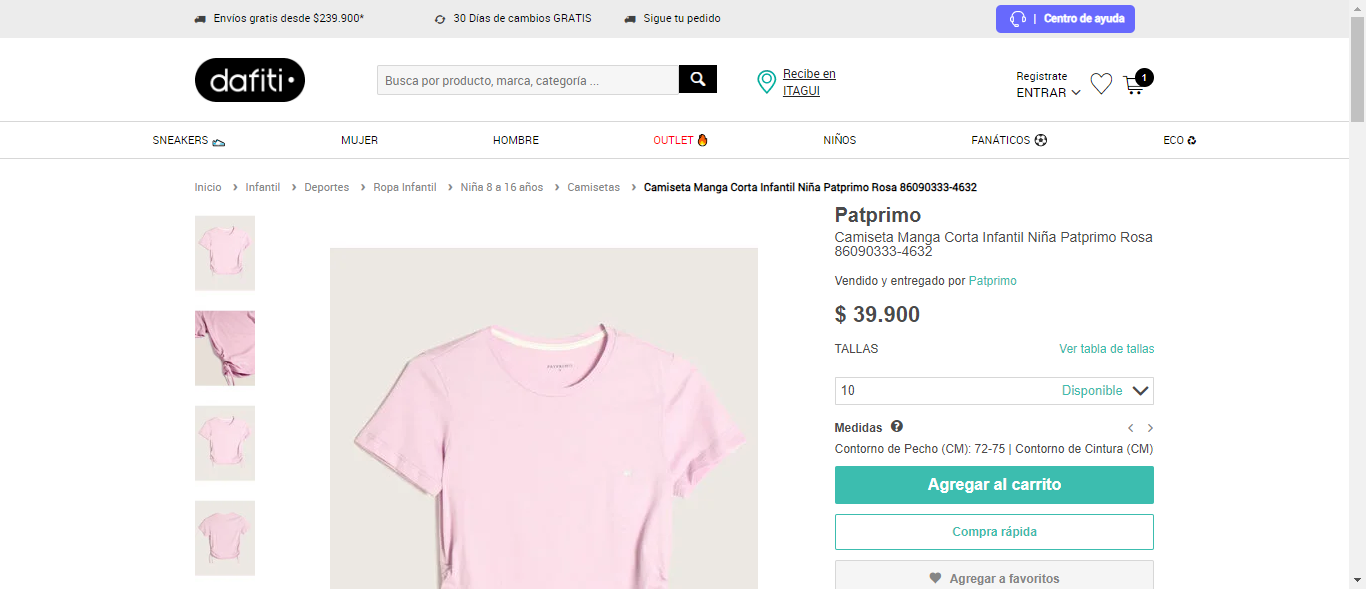 Envíos gratis desde $239.900*
30 Días de cambios GRATIS
Sigue tu pedido
| Centro de ayuda
dafiti
Busca por producto, marca, categoría ...
Recibe en
ITAGUI
Registrate
ENTRAR
1
SNEAKERS
MUJER
HOMBRE
OUTLET
NIÑOS
FANÁTICOS
ECO
Inicio › Infantil › Deportes › Ropa Infantil › Niña 8 a 16 años › Camisetas › Camiseta Manga Corta Infantil Niña Patprimo Rosa 86090333-4632
Patprimo
Camiseta Manga Corta Infantil Niña Patprimo Rosa
86090333-4632
Vendido y entregado por Patprimo
$ 39.900
TALLAS
Ver tabla de tallas
10
Disponible
Medidas ?
Contorno de Pecho (CM): 72-75 | Contorno de Cintura (CM)
Agregar al carrito
Compra rápida
Agregar a favoritos